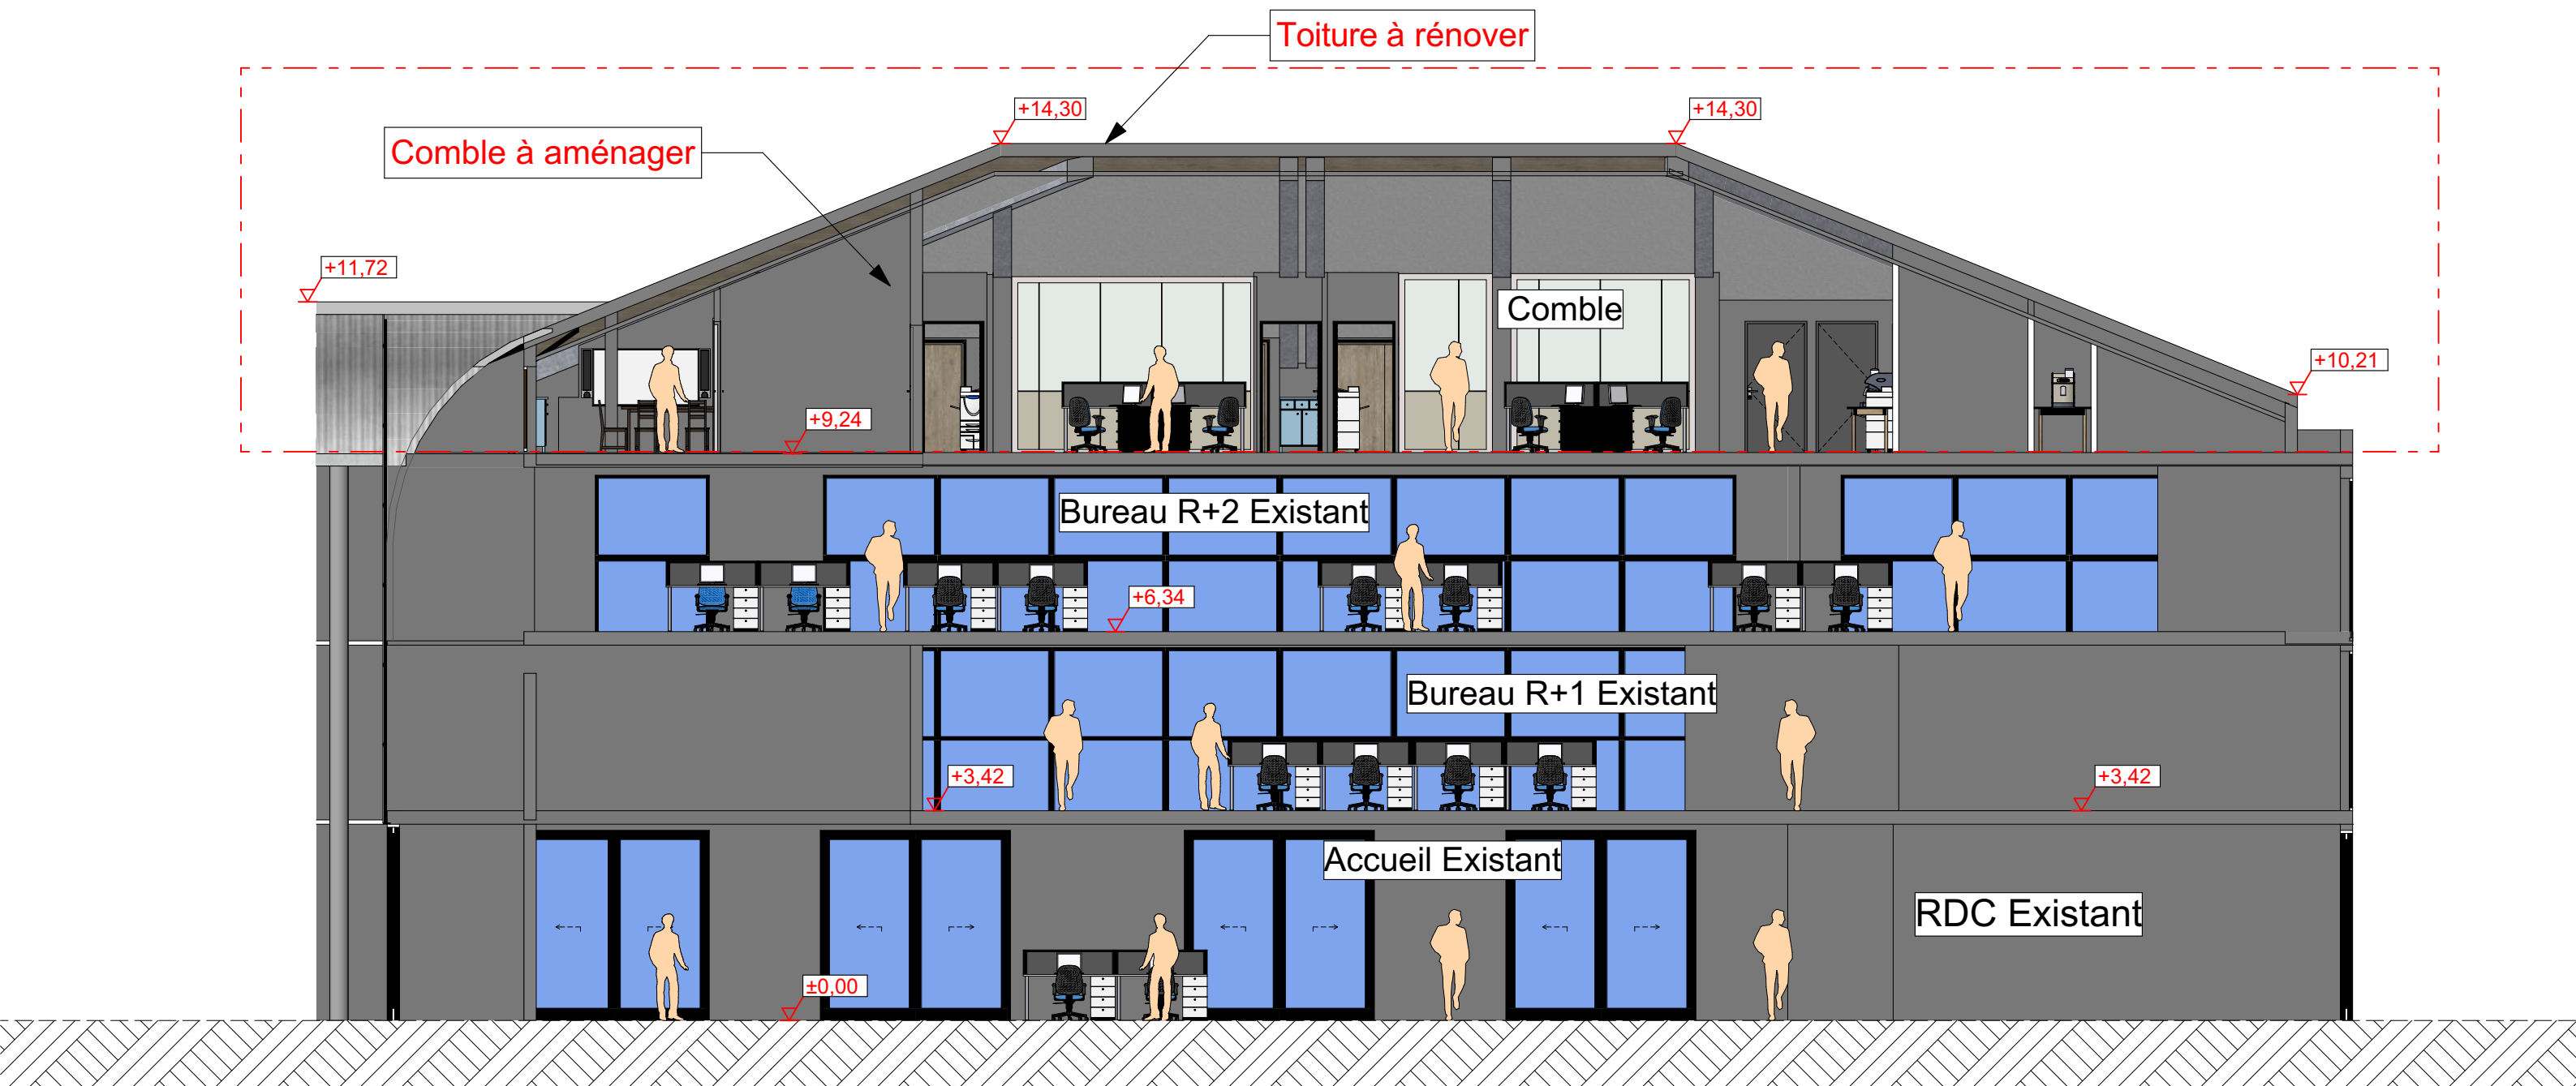 Toiture à rénover
+14,30
+14,30
Comble à aménager
+11,72
Comble
+10,21
+9,24
Bureau R+2 Existant
+6,34
Bureau R+1 Existant
+3,42
+3,42
Accueil Existant
RDC Existant
±0,00